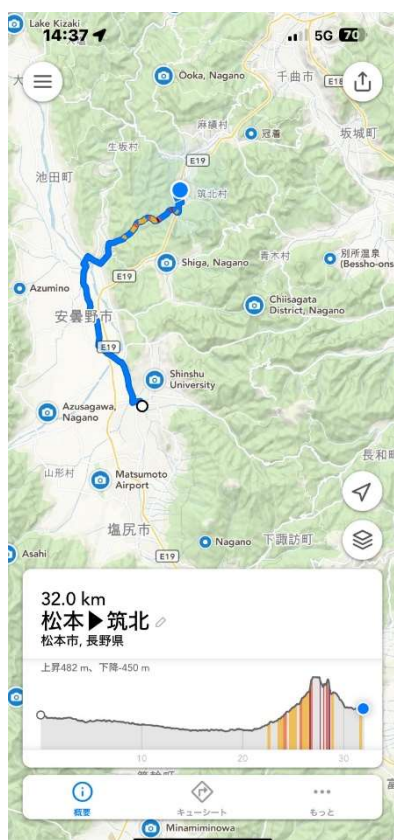 Lake Kizaki
14:37
5G 70
Ooka, Nagano
千曲市
E18
麻績村
冠着
坂城町
生坂村
E19
池田町
筑北村
青木村
別所温泉
(Bessho-ons
Shiga, Nagano
E19
Azumino
安曇野市
Chiisagata
District, Nagano
E19
Shinshu
University
Azusagawa,
Nagano
山形村
Matsumoto
Airport
長和町
塩尻市
Nagano
下諏訪町
Asahi
E19
32.0 km
松本▶筑北
松本市, 長野県
上昇482 m、下降-450 m
10
20
30
概要
キューシート
もっと
Minamiminowa